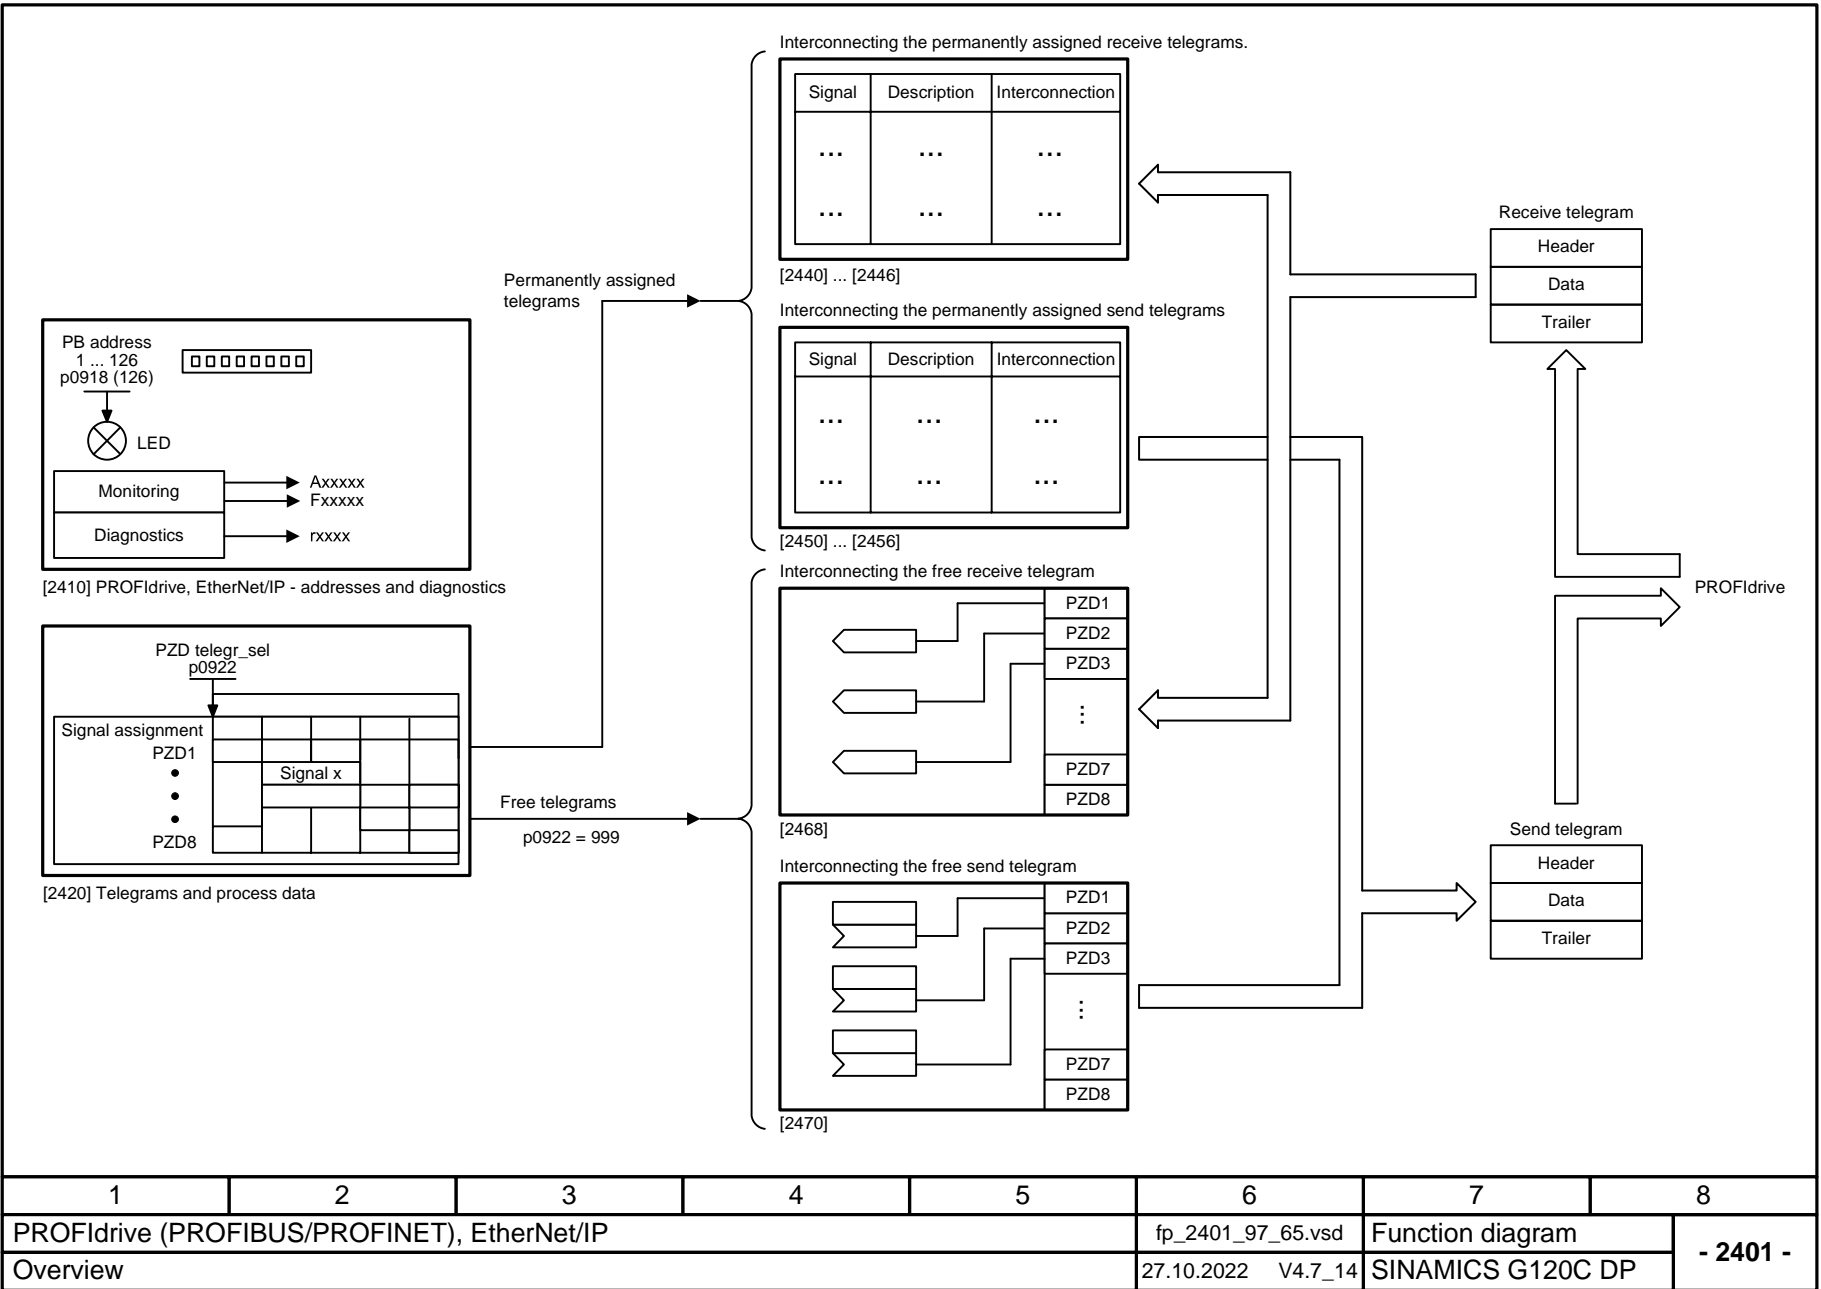 Interconnecting the permanently assigned receive telegrams.
Signal Description Interconnection
... ... ...
... ... ...
[2440] ... [2446]
Permanently assigned
telegrams
Interconnecting the permanently assigned send telegrams
Signal Description Interconnection
... ... ...
... ... ...
[2450] ... [2456]
PB address
1 ... 126
p0918 (126)
LED
Monitoring
Axxxxx
Fxxxxx
Diagnostics
rxxxx
[2410] PROFIdrive, EtherNet/IP - addresses and diagnostics
PZD telegr_sel
p0922
Signal assignment
PZD1
Signal x
PZD8
[2420] Telegrams and process data
Free telegrams
p0922 = 999
Interconnecting the free receive telegram
PZD1
PZD2
PZD3
...
PZD7
PZD8
[2468]
Interconnecting the free send telegram
PZD1
PZD2
PZD3
...
PZD7
PZD8
[2470]
Receive telegram
Header
Data
Trailer
PROFIdrive
Send telegram
Header
Data
Trailer
1 2 3 4 5 6 7 8
PROFIdrive (PROFIBUS/PROFINET), EtherNet/IP
fp_2401_97_65.vsd
Function diagram
- 2401 -
Overview
27.10.2022 V4.7_14
SINAMICS G120C DP